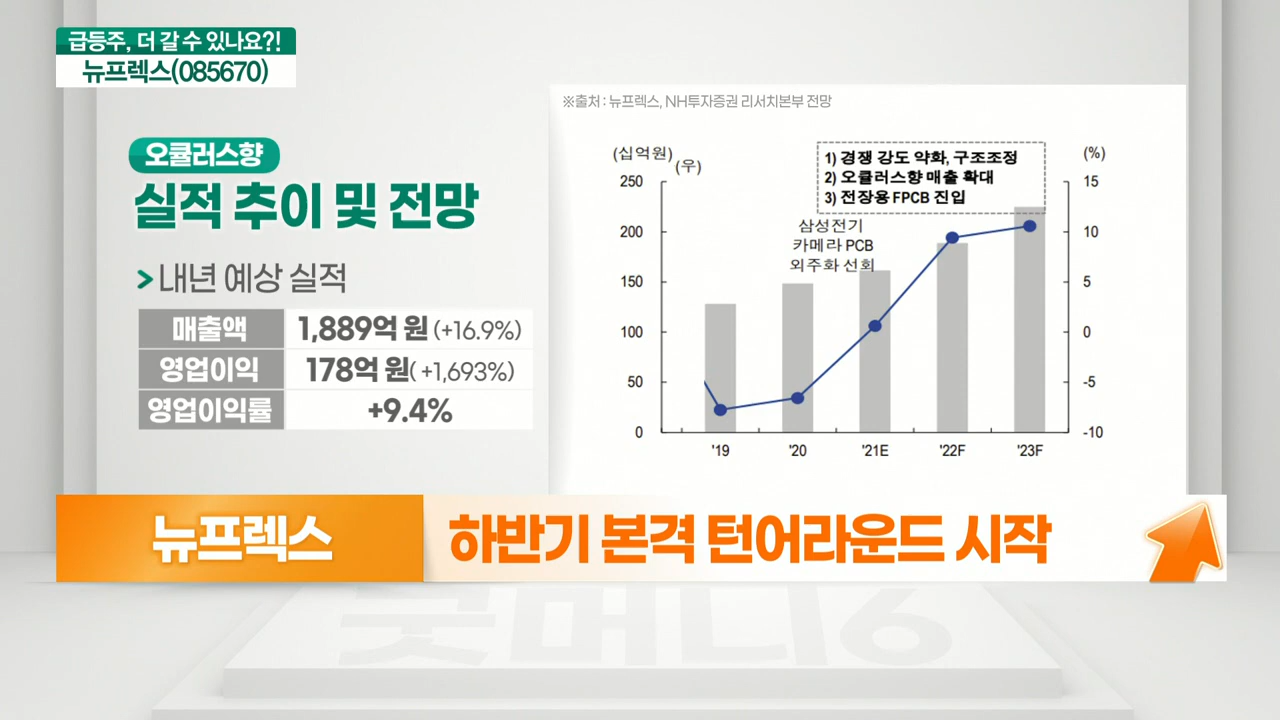 급등주, 더 갈 수 있나요?!
뉴프렉스(085670)
※출처 : 뉴프렉스, NH투자증권 리서치본부 전망
오큘러스향
실적 추이 및 전망
내년 예상 실적
매출액 1,889억 원 (+16.9%)
영업이익 178억 원( +1,693%)
영업이익률 +9.4%
(십억원) (우) (%)
1) 경쟁 강도 약화, 구조조정
2) 오큘러스향 매출 확대
3) 전장용 FPCB 진입
삼성전기
카메라 PCB
외주화 선회
250 15
200 10
150 5
100 0
50 -5
0 -10
'19 '20 '21E '22F '23F
뉴프렉스 하반기 본격 턴어라운드 시작
굿머니6